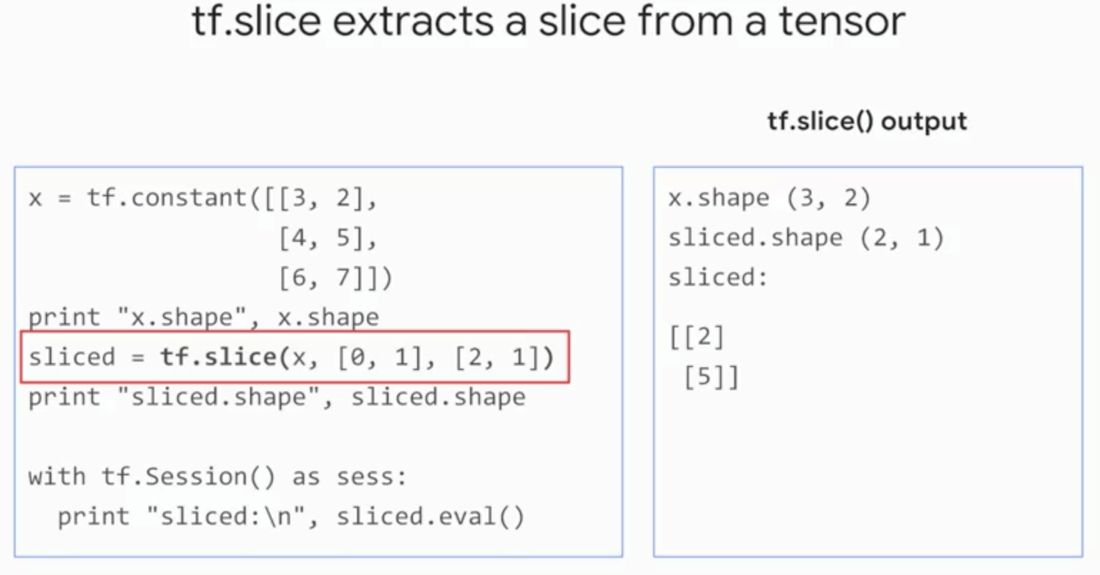 tf.slice extracts a slice from a tensor
tf.slice() output
x = tf.constant([[3, 2],
                 [4, 5],
                 [6, 7]])
print "x.shape", x.shape
sliced = tf.slice(x, [0, 1], [2, 1])
print "sliced.shape", sliced.shape
with tf.Session() as sess:
  print "sliced:\n", sliced.eval()
x.shape (3, 2)
sliced.shape (2, 1)
sliced:
[[2]
 [5]]